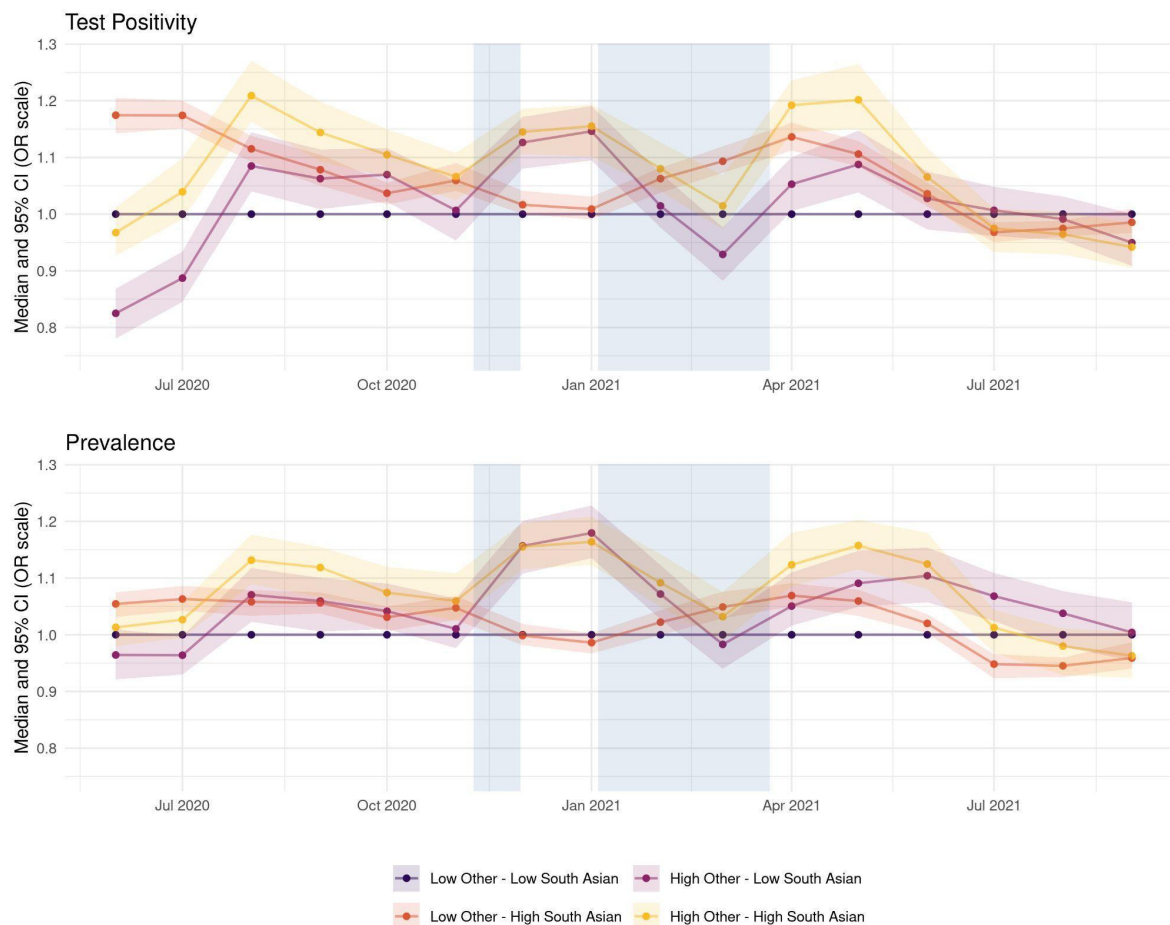 Test Positivity
Median and 95% CI (OR scale)
1.3
1.2
1.1
1.0
0.9
0.8
Jul 2020 Oct 2020 Jan 2021 Apr 2021 Jul 2021
Prevalence
Median and 95% CI (OR scale)
1.3
1.2
1.1
1.0
0.9
0.8
Jul 2020 Oct 2020 Jan 2021 Apr 2021 Jul 2021
Low Other - Low South Asian High Other - Low South Asian
Low Other - High South Asian High Other - High South Asian